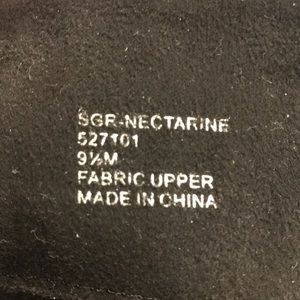 SGR-NECTARINE
527101
9½M
FABRIC UPPER
MADE IN CHINA